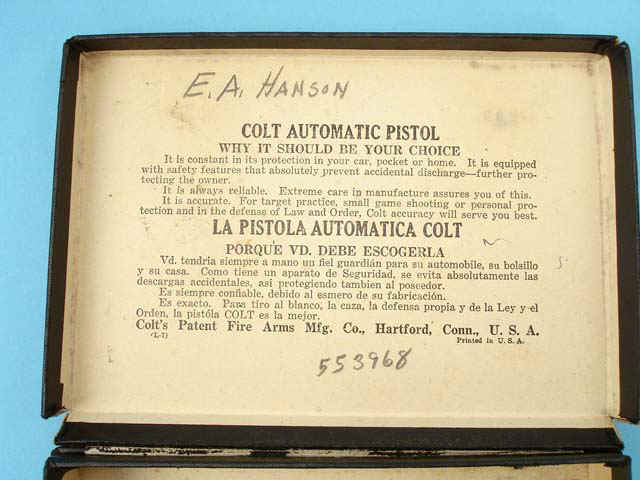 E. A. HANSON
COLT AUTOMATIC PISTOL
WHY IT SHOULD BE YOUR CHOICE
It is constant in its protection in your car, pocket or home. It is equipped
with safety features that absolutely prevent accidental discharge—further pro-
tecting the owner.
It is always reliable. Extreme care in manufacture assures you of this.
It is accurate. For target practice, small game shooting or personal pro-
tection and in the defense of Law and Order, Colt accuracy will serve you best.
LA PISTOLA AUTOMATICA COLT
PORQUE VD. DEBE ESCOGERLA
Vd. tendria siempre a mano un fiel guardián para su automobile, su bolsillo
y su casa. Como tiene un aparato de Seguridad, se evita absolutamente las
descargas accidentales, asi protegiendo tambien al poseedor.
Es siempre confiable, debido al esmero de su fabricación.
Es exacto. Para tiro al blanco, la caza, la defensa propia y de la Ley y el
Orden, la pistóla COLT es la mejor.
Colt's Patent Fire Arms Mfg. Co., Hartford, Conn., U. S. A.
(L-7) Printed in U. S. A.
553968